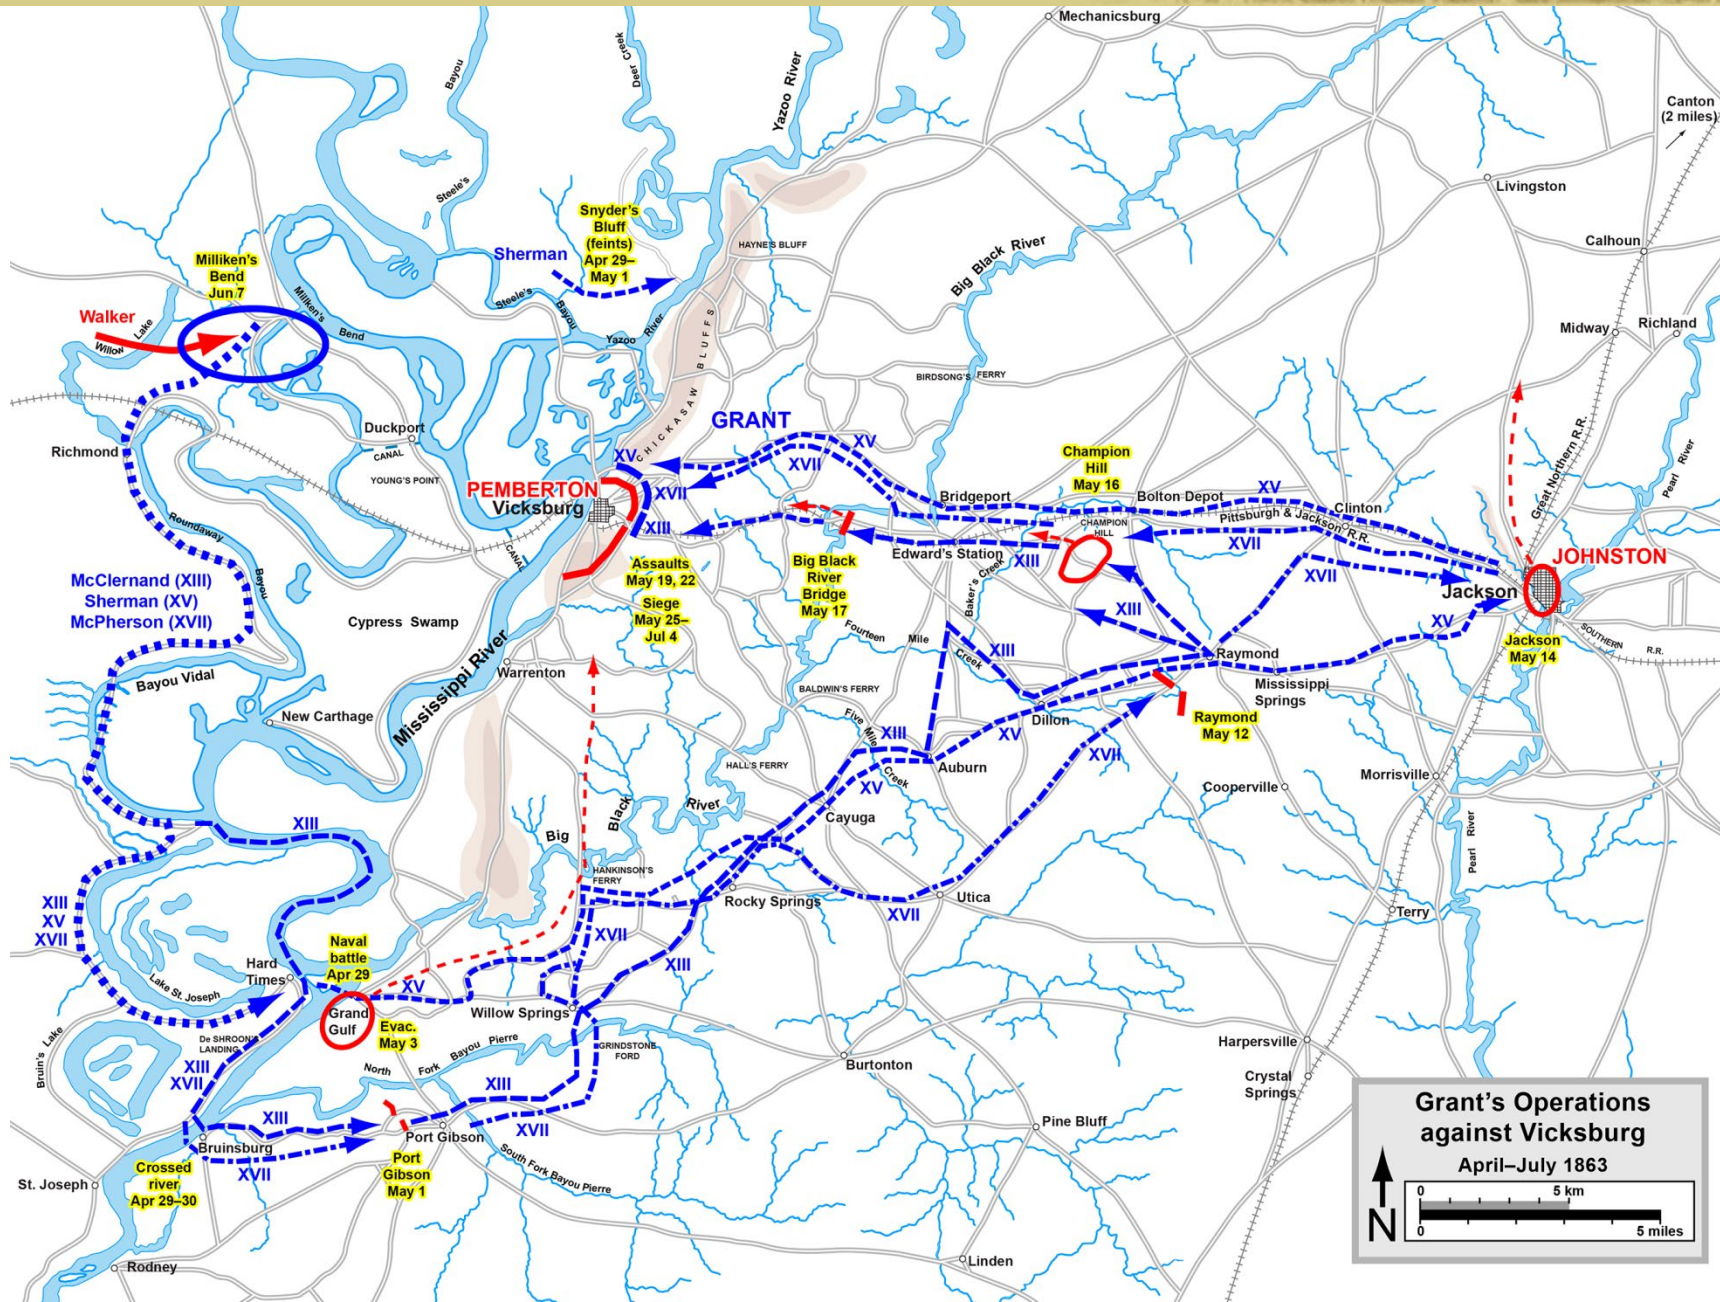 Mechanicsburg
Canton
(2 miles)
Bayou
Deer Creek
Yazoo River
Livingston
Steele's
Snyder's
Bluff
(feints)
Apr 29–
May 1
Sherman
HAYNE'S BLUFF
Big Black River
Calhoun
Milliken's
Bend
Jun 7
Milliken's
Bend
Steele's
Bayou
Yazoo
River
Walker
Willow
Lake
Midway
Richland
CHICKASAW BLUFFS
BIRDSONG'S FERRY
Great Northern R.R.
Pearl River
Richmond
Duckport
CANAL
YOUNG'S POINT
GRANT
XV
XVII
XV
XVII
XIII
PEMBERTON
Vicksburg
Champion
Hill
May 16
Bridgeport
Bolton Depot
XV
Clinton
Pittsburgh & Jackson R.R.
CHAMPION
HILL
XVII
Edward's Station
XIII
XVII
JOHNSTON
Jackson
Jackson
May 14
SOUTHERN
R.R.
Roundaway
Bayou
CANAL
Assaults
May 19, 22
Siege
May 25–
Jul 4
Big Black
River
Bridge
May 17
Baker's Creek
XIII
XV
McClernand (XIII)
Sherman (XV)
McPherson (XVII)
Cypress Swamp
Fourteen
Mile
Creek
XIII
Raymond
Mississippi
Springs
Raymond
May 12
Bayou Vidal
Warrenton
Mississippi River
New Carthage
BALDWIN'S FERRY
Five Mile
Creek
Dillon
XIII
XV
XVII
HALL'S FERRY
Auburn
XV
Morrisville
Cooperville
XIII
Big
Black
River
Cayuga
Pearl River
HANKINSON'S
FERRY
Rocky Springs
Utica
XVII
Terry
XIII
XV
XVII
Naval
battle
Apr 29
XVII
XIII
Hard
Times
Lake St. Joseph
XV
Grand
Gulf
Evac.
May 3
Willow Springs
Bruin's Lake
De SHROON'S
LANDING
XIII
XVII
North
Fork
Bayou Pierre
GRINDSTONE
FORD
XIII
Burtonton
Harpersville
Crystal
Springs
XIII
XVII
Port Gibson
Bruinsburg
XVII
South Fork Bayou Pierre
Pine Bluff
Crossed
river
Apr 29–30
Port
Gibson
May 1
St. Joseph
Rodney
Linden
Grant's Operations
against Vicksburg
April–July 1863
0
5 km
0
5 miles
N